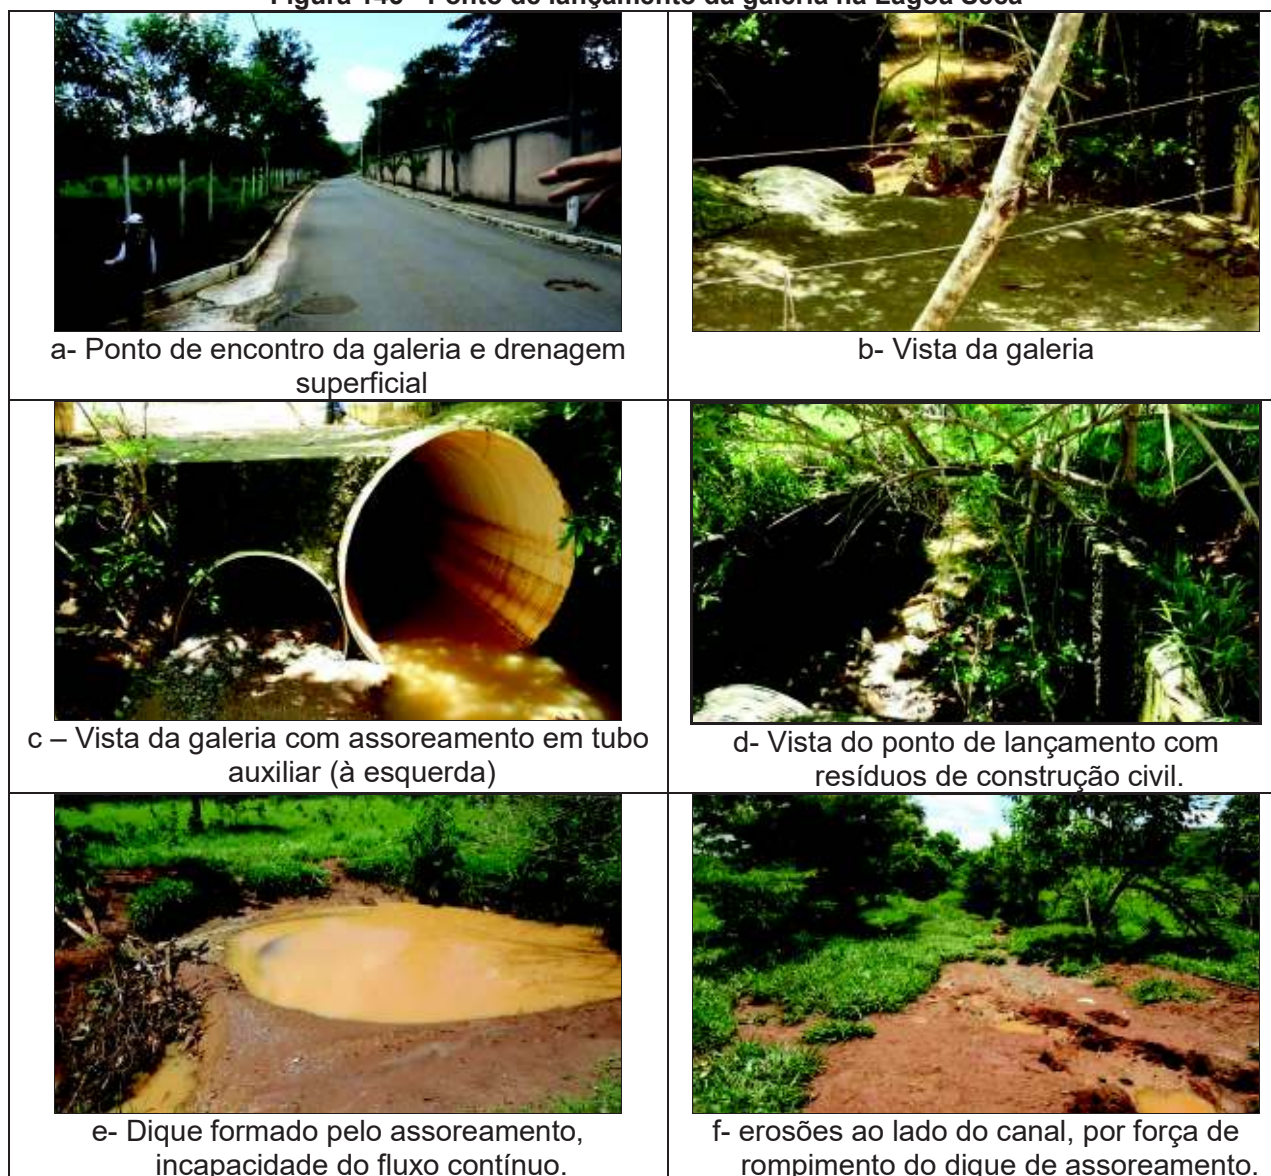 a- Ponto de encontro da galeria e drenagem
superficial
b- Vista da galeria
c – Vista da galeria com assoreamento em tubo
auxiliar (à esquerda)
d- Vista do ponto de lançamento com
resíduos de construção civil.
e- Dique formado pelo assoreamento,
incapacidade do fluxo contínuo.
f- erosões ao lado do canal, por força de
rompimento do dique de assoreamento.